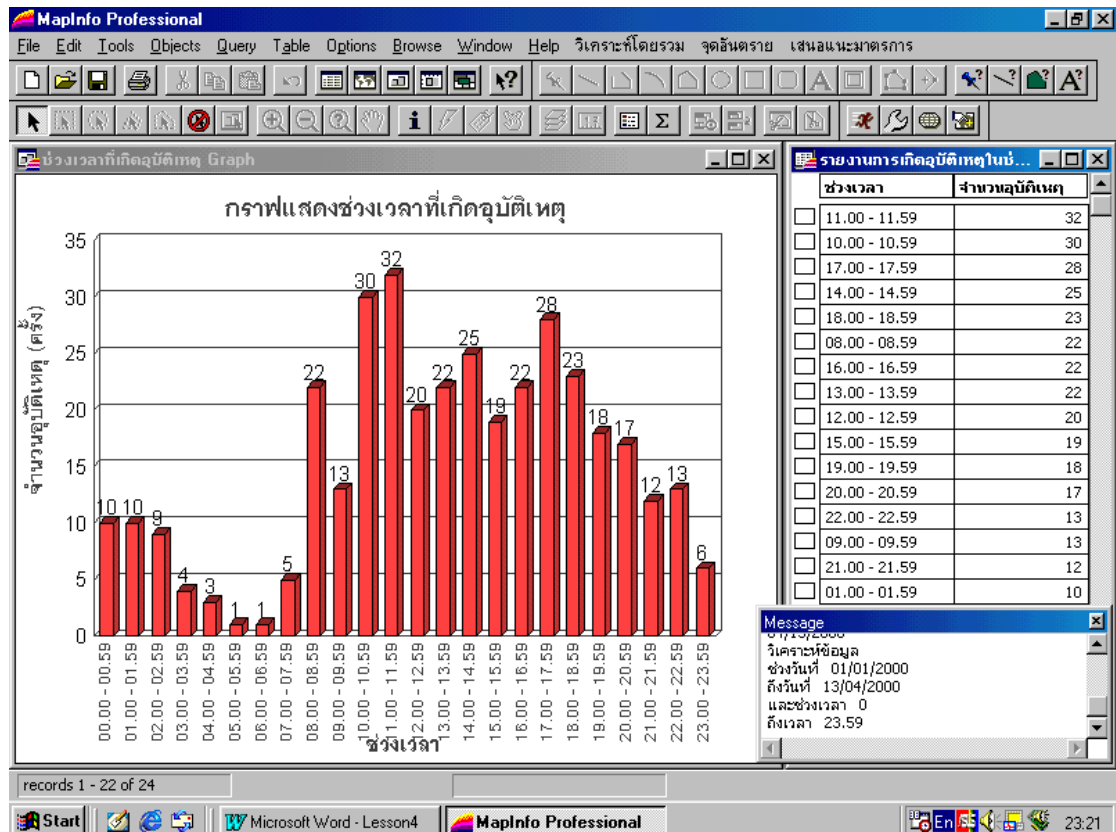 MapInfo Professional
File Edit Tools Objects Query Table Options Browse Window Help วิเคราะห์โดยรวม จุดอันตราย เสนอแนะมาตรการ
ช่วงเวลาที่เกิดอุบัติเหตุ Graph
กราฟแสดงช่วงเวลาที่เกิดอุบัติเหตุ
จำนวนอุบัติเหตุ (ครั้ง)
35
30
25
20
15
10
5
0
10 10 9 4 3 1 1 5 22 13 30 32 20 22 25 19 22 28 23 18 17 12 13 6
00.00 - 00.59
01.00 - 01.59
02.00 - 02.59
03.00 - 03.59
04.00 - 04.59
05.00 - 05.59
06.00 - 06.59
07.00 - 07.59
08.00 - 08.59
09.00 - 09.59
10.00 - 10.59
11.00 - 11.59
12.00 - 12.59
13.00 - 13.59
14.00 - 14.59
15.00 - 15.59
16.00 - 16.59
17.00 - 17.59
18.00 - 18.59
19.00 - 19.59
20.00 - 20.59
21.00 - 21.59
22.00 - 22.59
23.00 - 23.59
ช่วงเวลา
รายงานการเกิดอุบัติเหตุในช่...
ช่วงเวลา จำนวนอุบัติเหตุ
11.00 - 11.59 32
10.00 - 10.59 30
17.00 - 17.59 28
14.00 - 14.59 25
18.00 - 18.59 23
08.00 - 08.59 22
16.00 - 16.59 22
13.00 - 13.59 22
12.00 - 12.59 20
15.00 - 15.59 19
19.00 - 19.59 18
20.00 - 20.59 17
22.00 - 22.59 13
09.00 - 09.59 13
21.00 - 21.59 12
01.00 - 01.59 10
Message
วิเคราะห์ข้อมูล
ช่วงวันที่ 01/01/2000
ถึงวันที่ 13/04/2000
และช่วงเวลา 0
ถึงเวลา 23.59
records 1 - 22 of 24
Start Microsoft Word - Lesson4 MapInfo Professional En 23:21